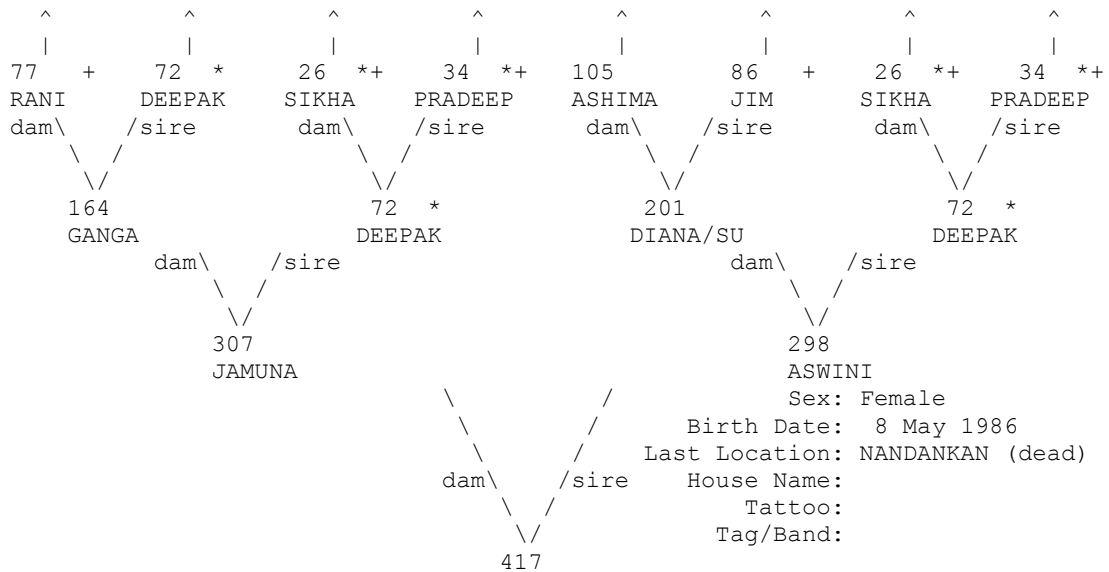 ^ ^ ^ ^ ^ ^ ^ ^
| | | | | | | |
77 + 72 * 26 *+ 34 *+ 105 86 + 26 *+ 34 *+
RANI DEEPAK SIKHA PRADEEP ASHIMA JIM SIKHA PRADEEP
dam\ /sire dam\ /sire dam\ /sire dam\ /sire
\ / \ / \ / \ /
\/ \/ \/ \/
164 72 * 201 72 *
GANGA DEEPAK DIANA/SU DEEPAK
dam\ /sire dam\ /sire
\ / \ /
\/ \/
307 298
JAMUNA ASWINI
\ / Sex: Female
\ / Birth Date: 8 May 1986
\ / Last Location: NANDANKAN (dead)
dam\ /sire House Name:
\ / Tattoo:
\/ Tag/Band:
417